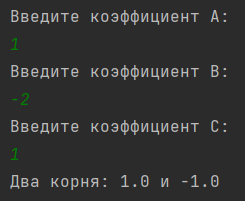 Введите коэффициент A:
1
Введите коэффициент B:
-2
Введите коэффициент C:
1
Два корня: 1.0 и -1.0